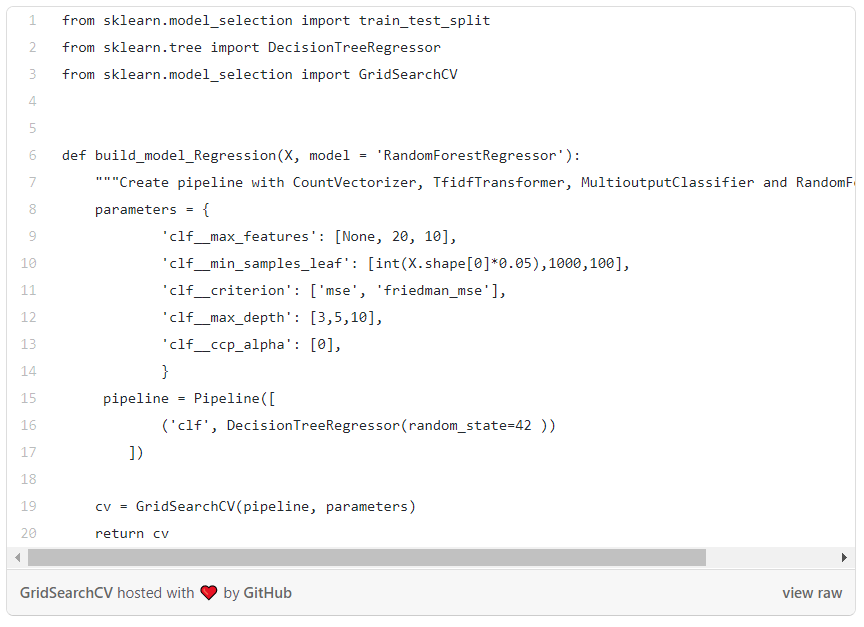 1 from sklearn.model_selection import train_test_split
2 from sklearn.tree import DecisionTreeRegressor
3 from sklearn.model_selection import GridSearchCV
4
5
6 def build_model_Regression(X, model = 'RandomForestRegressor'):
7     """Create pipeline with CountVectorizer, TfidfTransformer, MultioutputClassifier and RandomFo
8     parameters = {
9             'clf__max_features': [None, 20, 10],
10             'clf__min_samples_leaf': [int(X.shape[0]*0.05),1000,100],
11             'clf__criterion': ['mse', 'friedman_mse'],
12             'clf__max_depth': [3,5,10],
13             'clf__ccp_alpha': [0],
14             }
15      pipeline = Pipeline([
16             ('clf', DecisionTreeRegressor(random_state=42 ))
17         ])
18
19     cv = GridSearchCV(pipeline, parameters)
20     return cv
GridSearchCV hosted with ❤ by GitHub view raw